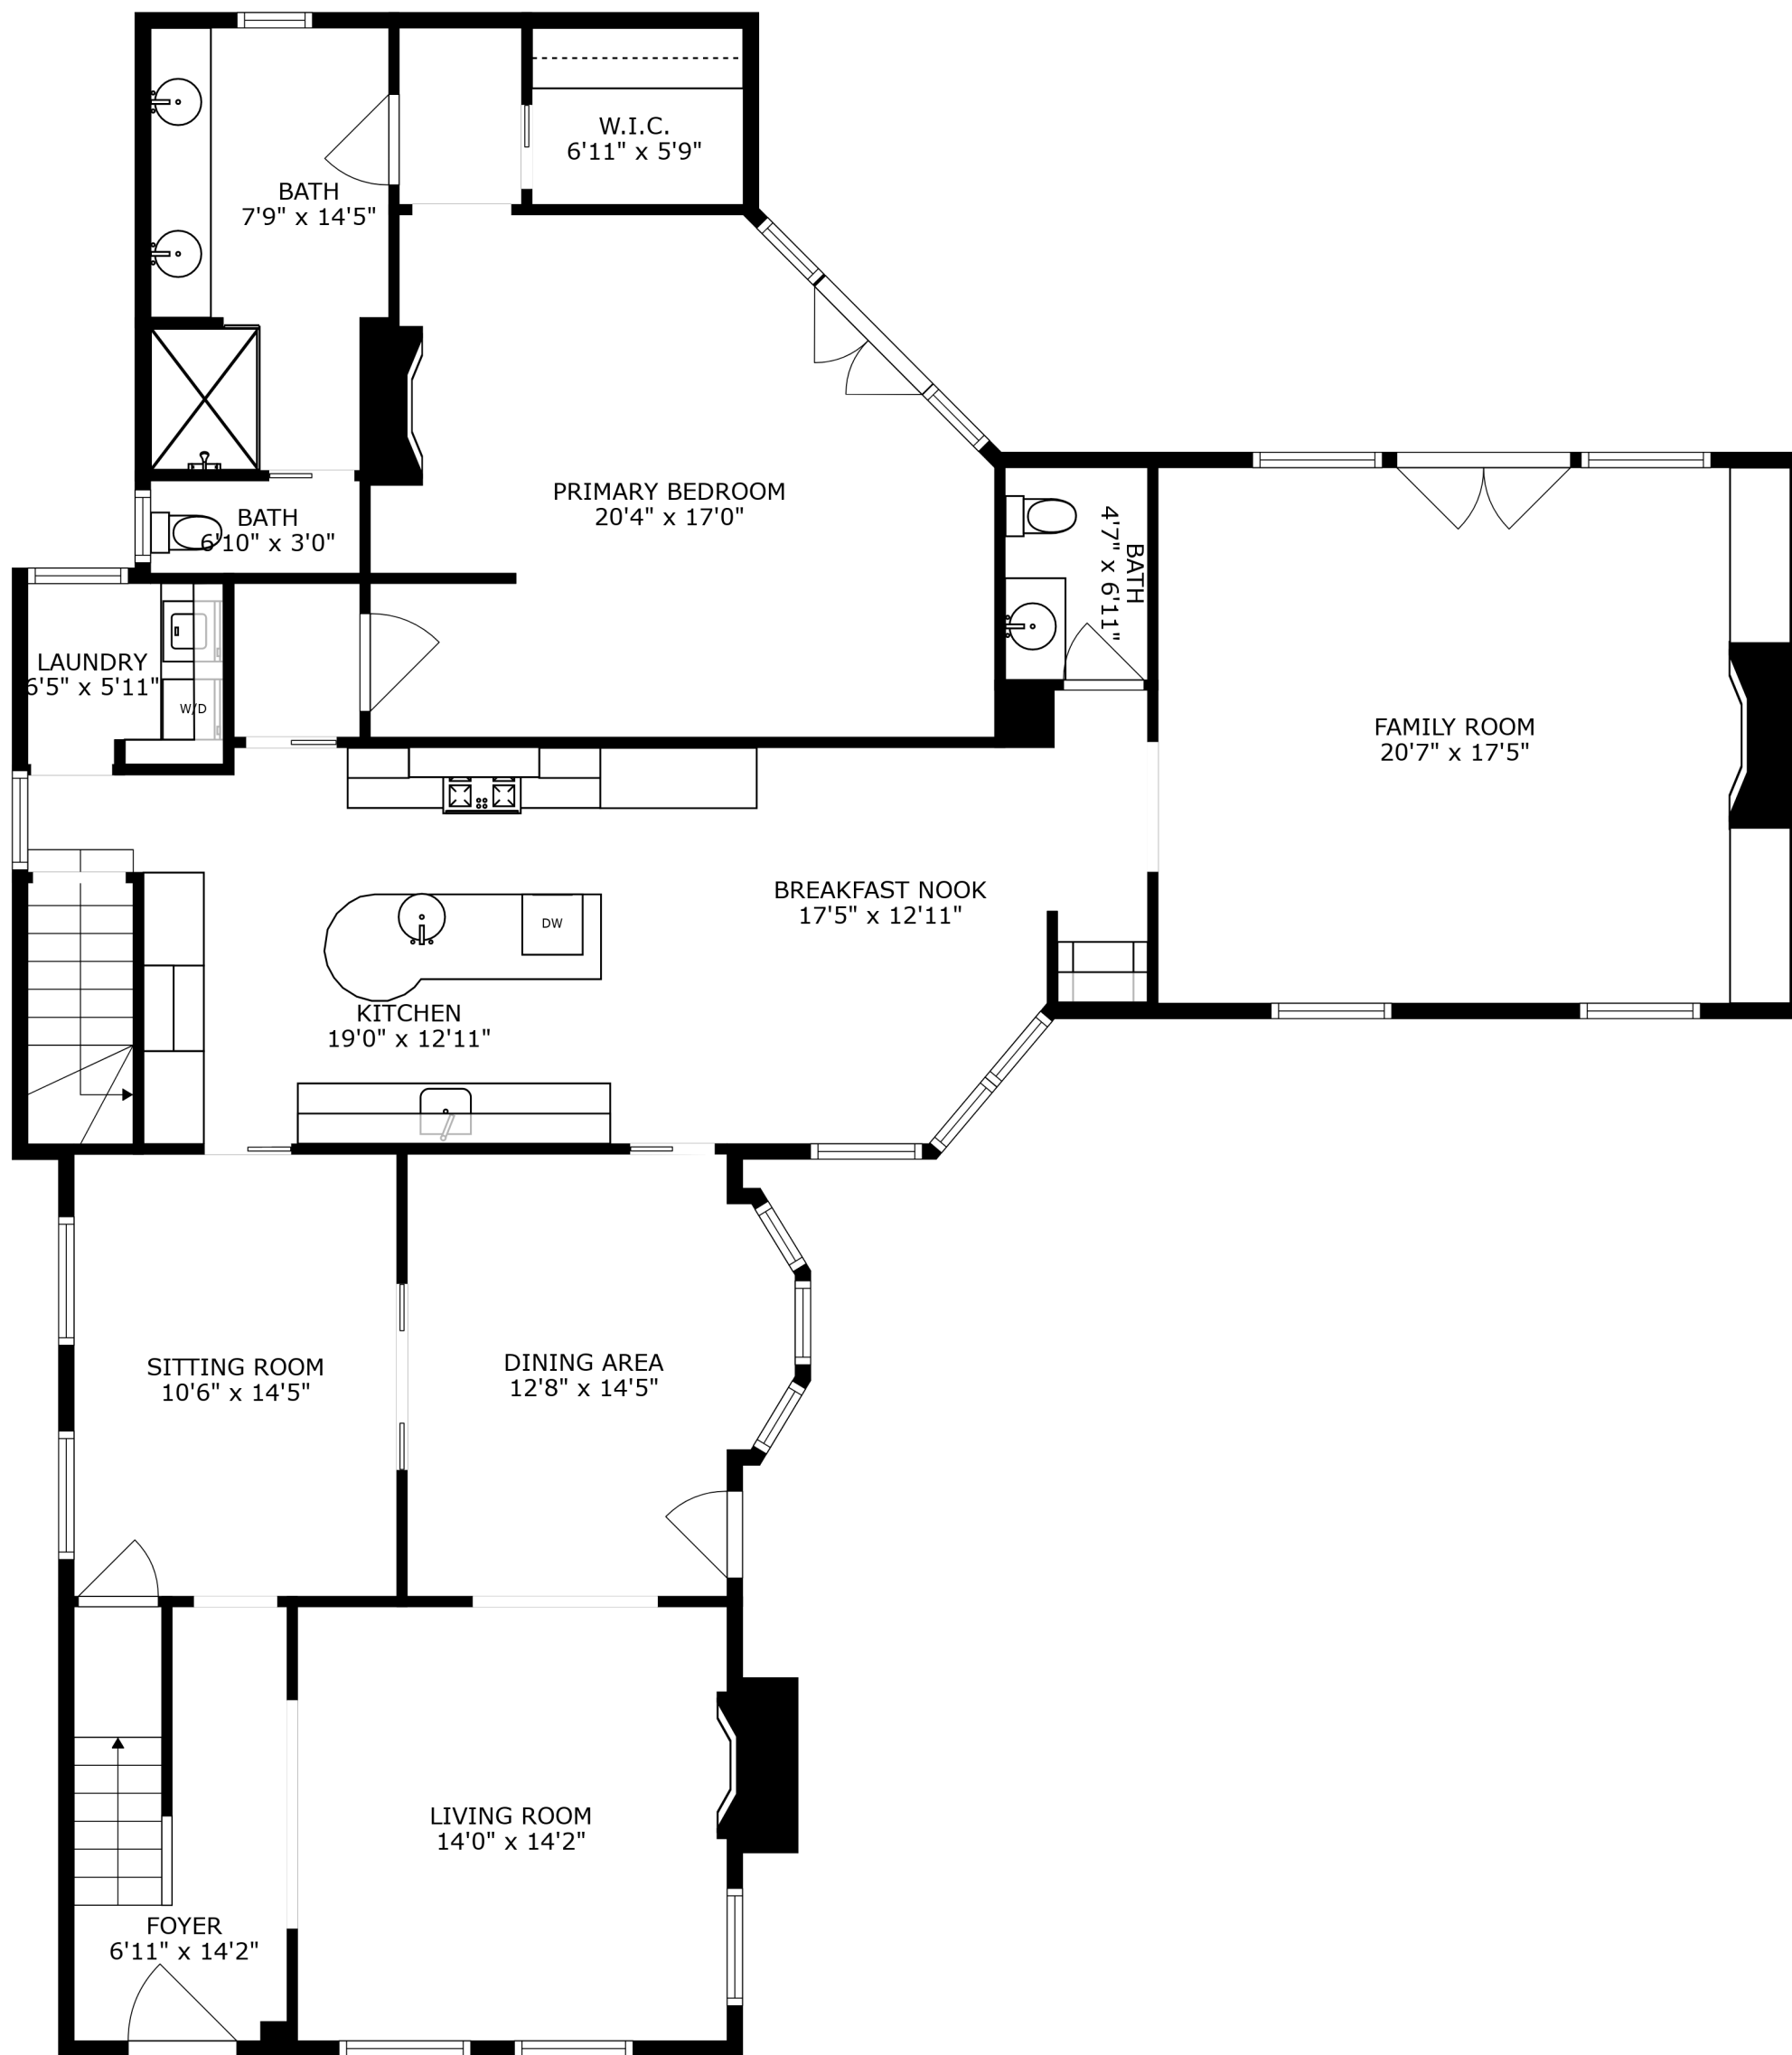 W.I.C.
6'11" x 5'9"
BATH
7'9" x 14'5"
PRIMARY BEDROOM
20'4" x 17'0"
BATH
6'10" x 3'0"
BATH
4'7" x 6'11"
LAUNDRY
6'5" x 5'11"
W/D
FAMILY ROOM
20'7" x 17'5"
BREAKFAST NOOK
17'5" x 12'11"
DW
KITCHEN
19'0" x 12'11"
SITTING ROOM
10'6" x 14'5"
DINING AREA
12'8" x 14'5"
LIVING ROOM
14'0" x 14'2"
FOYER
6'11" x 14'2"